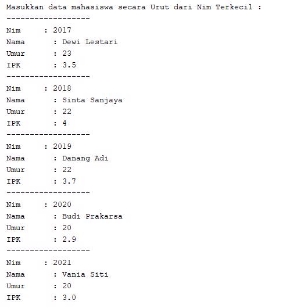 Masukkan data mahasiswa secara Urut dari Nim Terkecil :
------------------
Nim : 2017
Nama : Dewi Lestari
Umur : 23
IPK : 3.5
------------------
Nim : 2018
Nama : Sinta Sanjaya
Umur : 22
IPK : 4
------------------
Nim : 2019
Nama : Danang Adi
Umur : 22
IPK : 3.7
------------------
Nim : 2020
Nama : Budi Prakarsa
Umur : 20
IPK : 2.9
------------------
Nim : 2021
Nama : Vania Siti
Umur : 20
IPK : 3.0